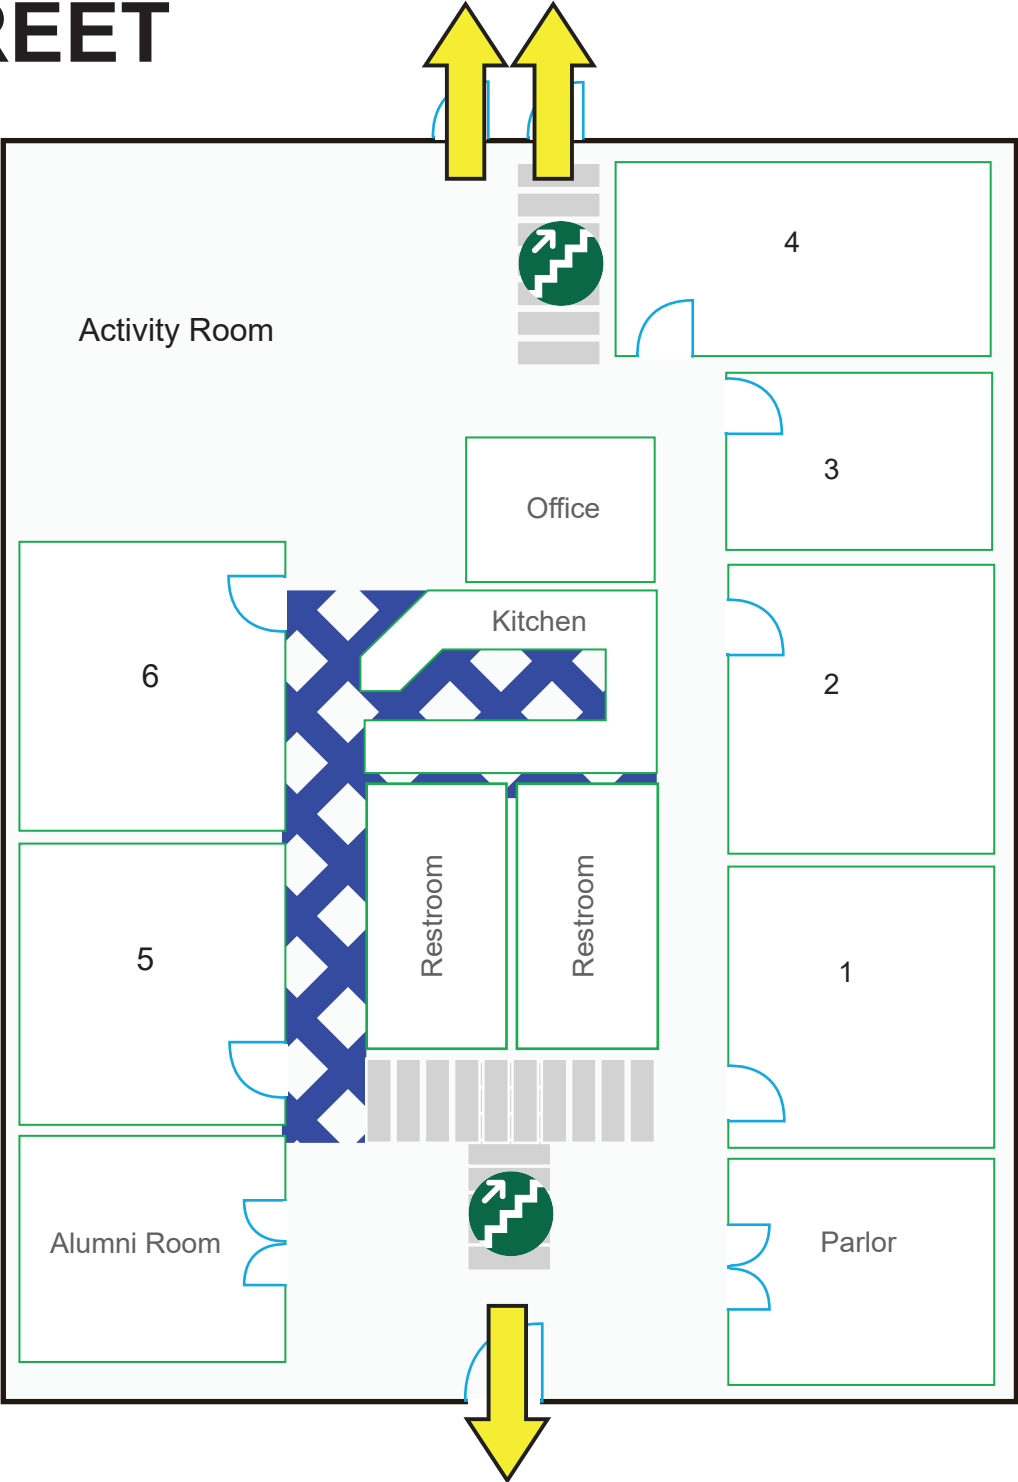 REET
4
Activity Room
3
Office
Kitchen
6
2
Restroom
Restroom
5
1
Alumni Room
Parlor